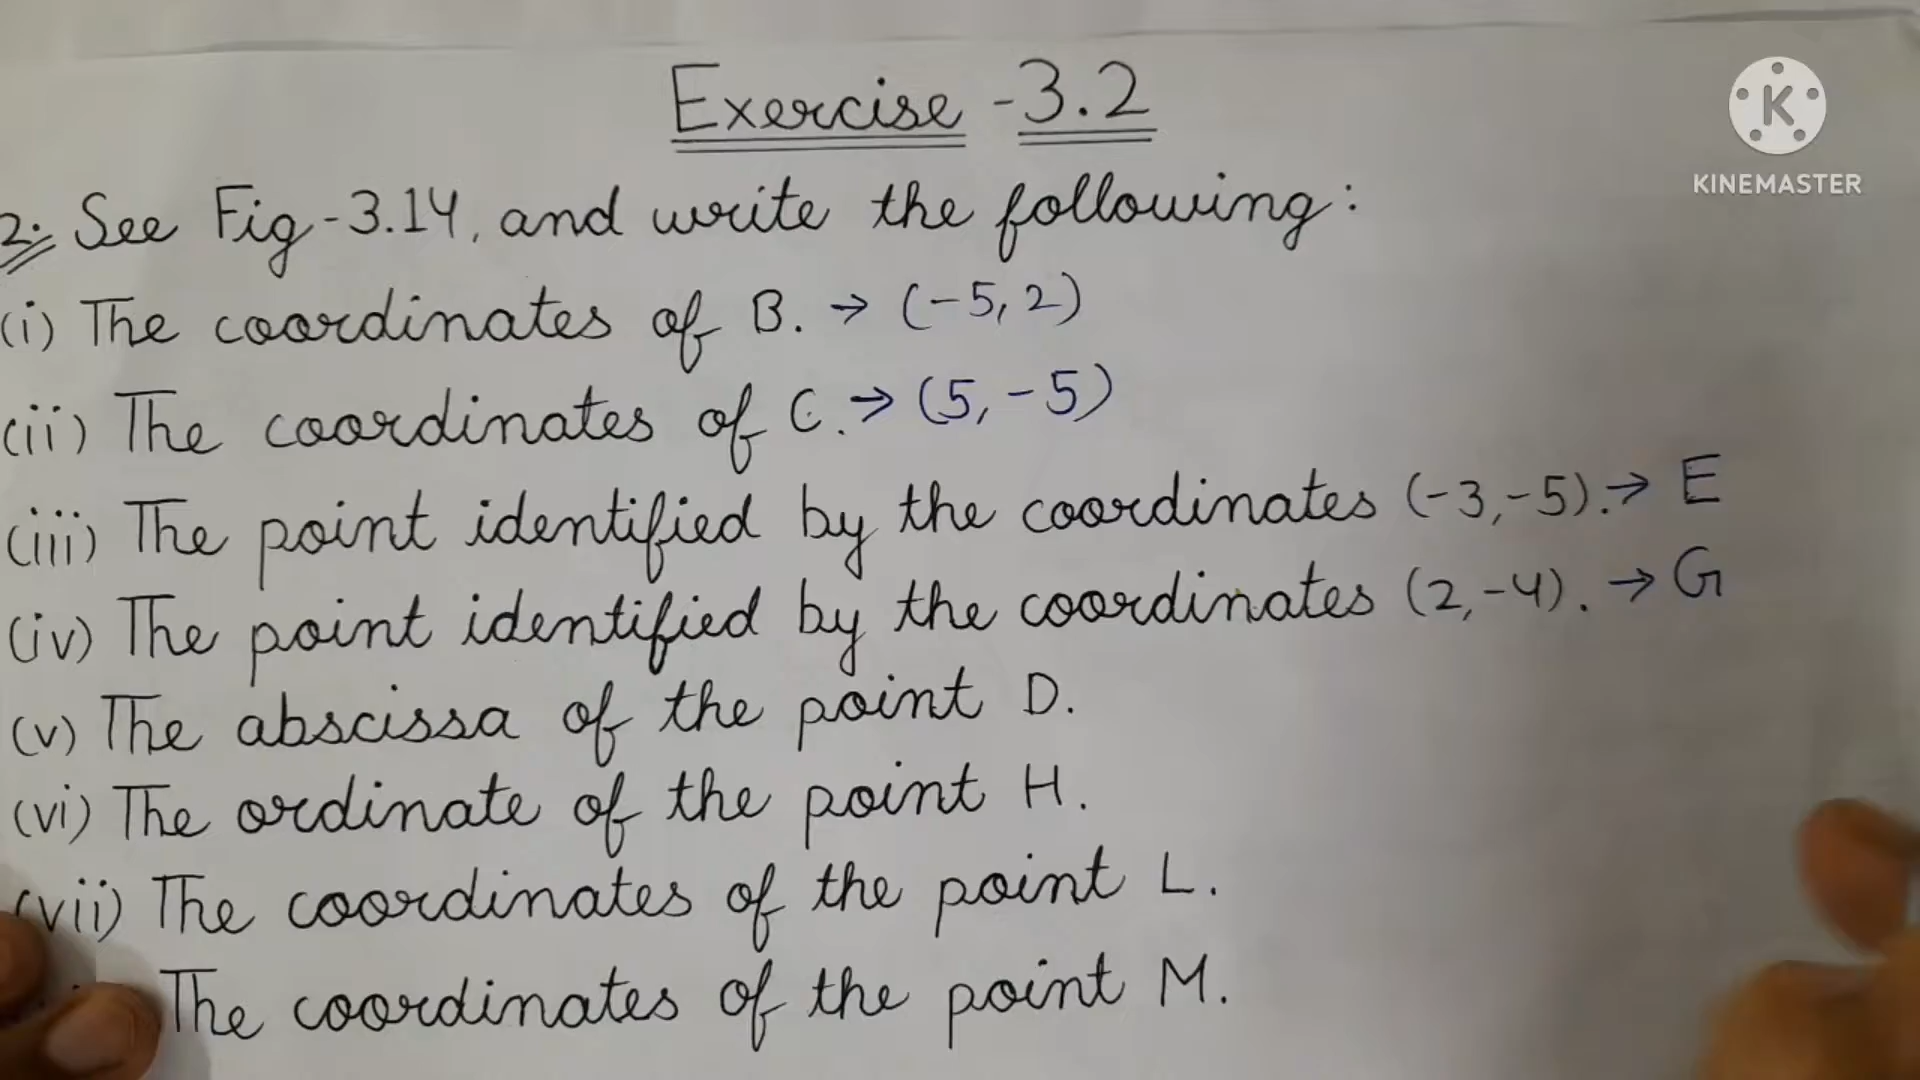 Exercise - 3.2
K
KINEMASTER
2. See Fig-3.14, and write the following:
(i) The coordinates of B. → (-5, 2)
(ii) The coordinates of C. → (5, -5)
(iii) The point identified by the coordinates (-3,-5). → E
(iv) The point identified by the coordinates (2,-4). → G
(v) The abscissa of the point D.
(vi) The ordinate of the point H.
(vii) The coordinates of the point L.
The coordinates of the point M.